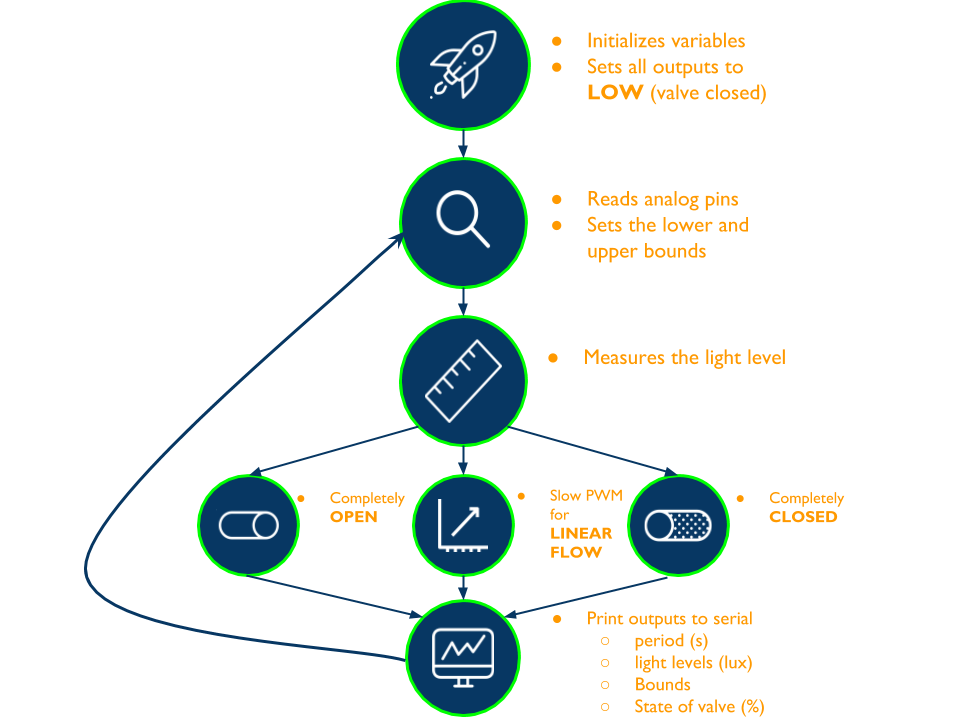 ● Initializes variables
● Sets all outputs to
LOW (valve closed)
● Reads analog pins
● Sets the lower and
upper bounds
● Measures the light level
● Completely
OPEN
● Slow PWM
for
LINEAR
FLOW
● Completely
CLOSED
● Print outputs to serial
○ period (s)
○ light levels (lux)
○ Bounds
○ State of valve (%)